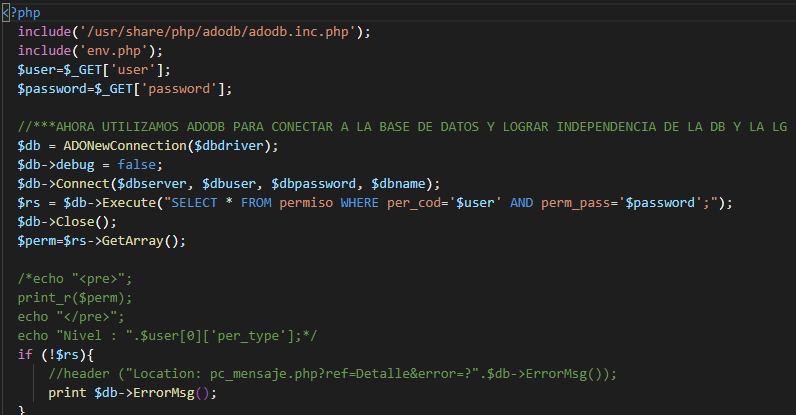 <?php
include('/usr/share/php/adodb/adodb.inc.php');
include('env.php');
$user=$_GET['user'];
$password=$_GET['password'];
//***AHORA UTILIZAMOS ADODB PARA CONECTAR A LA BASE DE DATOS Y LOGRAR INDEPENDENCIA DE LA DB Y LA LG
$db = ADONewConnection($dbdriver);
$db->debug = false;
$db->Connect($dbserver, $dbuser, $dbpassword, $dbname);
$rs = $db->Execute("SELECT * FROM permiso WHERE per_cod='$user' AND perm_pass='$password';");
$db->Close();
$perm=$rs->GetArray();
/*echo "<pre>";
print_r($perm);
echo "</pre>";
echo "Nivel : ".$user[0]['per_type'];*/
if (!$rs){
//header ("Location: pc_mensaje.php?ref=Detalle&error=?".$db->ErrorMsg());
print $db->ErrorMsg();
}